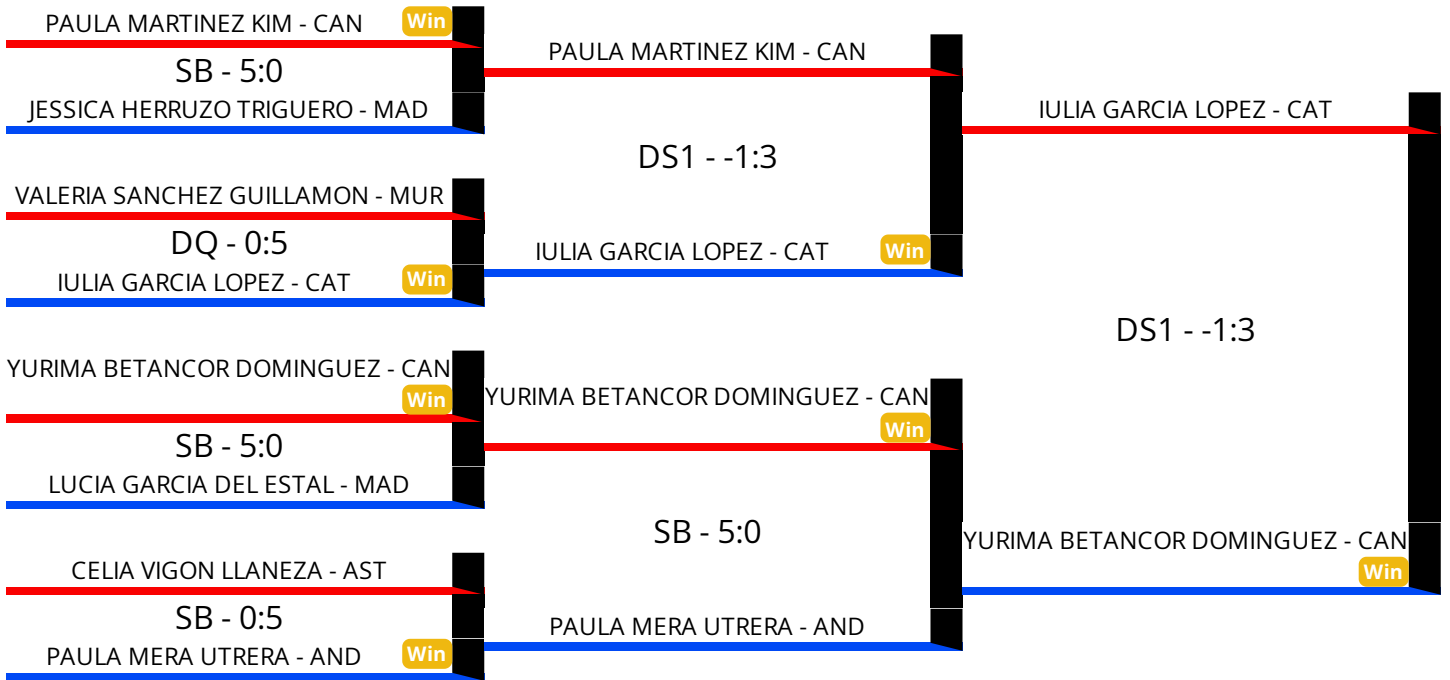 PAULA MARTINEZ KIM - CAN
Win
SB - 5:0
JESSICA HERRUZO TRIGUERO - MAD
VALERIA SANCHEZ GUILLAMON - MUR
DQ - 0:5
IULIA GARCIA LOPEZ - CAT
Win
YURIMA BETANCOR DOMINGUEZ - CAN
Win
SB - 5:0
LUCIA GARCIA DEL ESTAL - MAD
CELIA VIGON LLANEZA - AST
SB - 0:5
PAULA MERA UTRERA - AND
Win
PAULA MARTINEZ KIM - CAN
DS1 - -1:3
IULIA GARCIA LOPEZ - CAT
Win
YURIMA BETANCOR DOMINGUEZ - CAN
Win
SB - 5:0
PAULA MERA UTRERA - AND
IULIA GARCIA LOPEZ - CAT
DS1 - -1:3
YURIMA BETANCOR DOMINGUEZ - CAN
Win